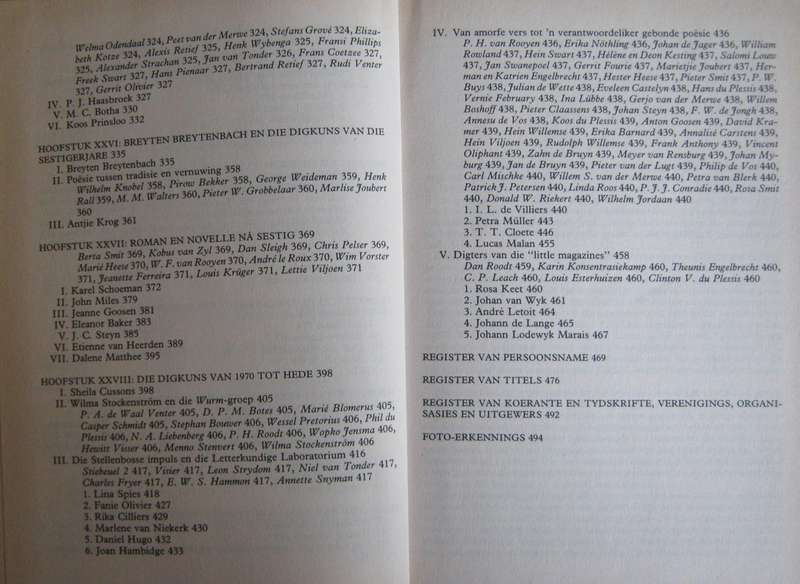 Welma Odendaal 324, Peet van der Merwe 324, Stefans Grové 324, Eliza-
beth Kotze 324, Alexis Retief 325, Henk Wybenga 325, Fransi Phillips
325, Alexander Strachan 325, Jan van Tonder 326, Frans Coetzee 327,
Freek Swart 327, Hans Pienaar 327, Bertrand Retief 327, Rudi Venter
327, Gerrit Olivier 327
IV. P. J. Haasbroek 327
V. M. C. Botha 330
VI. Koos Prinsloo 332
HOOFSTUK XXVI: BREYTEN BREYTENBACH EN DIE DIGKUNS VAN DIE
SESTIGERJARE 335
I. Breyten Breytenbach 335
II. Poësie tussen tradisie en vernuwing 358
Wilhelm Knobel 358, Pirow Bekker 358, George Weideman 359, Henk
Rall 359, M. M. Walters 360, Pieter W. Grobbelaar 360, Marlise Joubert
360
III. Antjie Krog 361
HOOFSTUK XXVII: ROMAN EN NOVELLE NÁ SESTIG 369
Berta Smit 369, Kobus van Zyl 369, Dan Sleigh 369, Chris Pelser 369,
Marié Heese 370, W. F. van Rooyen 370, André le Roux 370, Wim Vorster
371, Jeanette Ferreira 371, Louis Krüger 371, Lettie Viljoen 371
I. Karel Schoeman 372
II. John Miles 379
III. Jeanne Goosen 381
IV. Eleanor Baker 383
V. J. C. Steyn 385
VI. Etienne van Heerden 389
VII. Dalene Matthee 395
HOOFSTUK XXVIII: DIE DIGKUNS VAN 1970 TOT HEDE 398
I. Sheila Cussons 398
II. Wilma Stockenström en die Wurm-groep 405
P. A. de Waal Venter 405, D. P. M. Botes 405, Marié Blomerus 405,
Casper Schmidt 405, Stephan Bouwer 406, Wessel Pretorius 406, Phil du
Plessis 406, N. A. Liebenberg 406, P. H. Roodt 406, Wopko Jensma 406,
Hewitt Visser 406, Menno Stenvert 406, Wilma Stockenström 406
III. Die Stellenbosse impuls en die Letterkundige Laboratorium 416
Stiebeuel 2 417, Visier 417, Leon Strydom 417, Niel van Tonder 417,
Charles Fryer 417, E. W. S. Hammon 417, Annette Snyman 417
1. Lina Spies 418
2. Fanie Olivier 427
3. Rika Cilliers 429
4. Marlene van Niekerk 430
5. Daniel Hugo 432
6. Joan Hambidge 433
IV. Van amorfe vers tot 'n verantwoordeliker gebonde poësie 436
P. H. van Rooyen 436, Erika Nöthling 436, Johan de Jager 436, William
Rowland 436, Hein Swart 437, Hélène en Deon Kesting 437, Salomi Louw
437, Jan Swanepoel 437, Gerrit Fourie 437, Marietjie Joubert 437, Her-
man en Katrien Engelbrecht 437, Hester Heese 437, Pieter Smit 437, P. W.
Buys 438, Julian de Wette 438, Eveleen Castelyn 438, Hans du Plessis 438,
Vernie February 438, Ina Lübbe 438, Gerjo van der Merwe 438, Willem
Boshoff 438, Pieter Claassens 438, Johan Steyn 438, F. W. de Jongh 438,
Annesu de Vos 438, Koos du Plessis 439, Anton Goosen 439, David Kra-
mer 439, Hein Willemse 439, Erika Barnard 439, Annalisé Carstens 439,
Hein Viljoen 439, Rudolph Willemse 439, Frank Anthony 439, Vincent
Oliphant 439, Zahn de Bruyn 439, Meyer van Rensburg 439, Johan My-
burg 439, Jan de Bruyn 439, Pieter van der Lugt 439, Philip de Vos 440,
Carl Mischke 440, Willem S. van der Merwe 440, Petra van Blerk 440,
Patrick J. Petersen 440, Linda Roos 440, P. J. J. Conradie 440, Rosa Smit
440, Donald W. Riekert 440, Wilhelm Jordaan 440
1. I. L. de Villiers 440
2. Petra Müller 443
3. T. T. Cloete 446
4. Lucas Malan 455
V. Digters van die "little magazines" 458
Dan Roodt 459, Karin Konsentrasiekamp 460, Theunis Engelbrecht 460,
C. P. Leach 460, Louis Esterhuizen 460, Clinton V. du Plessis 460
1. Rosa Keet 460
2. Johan van Wyk 461
3. Andrè Letoit 464
4. Johann de Lange 465
5. Johann Lodewyk Marais 467
REGISTER VAN PERSOONSNAME 469
REGISTER VAN TITELS 476
REGISTER VAN KOERANTE EN TYDSKRIFTE, VERENIGINGS, ORGANI-
SASIES EN UITGEWERS 492
FOTO-ERKENNINGS 494